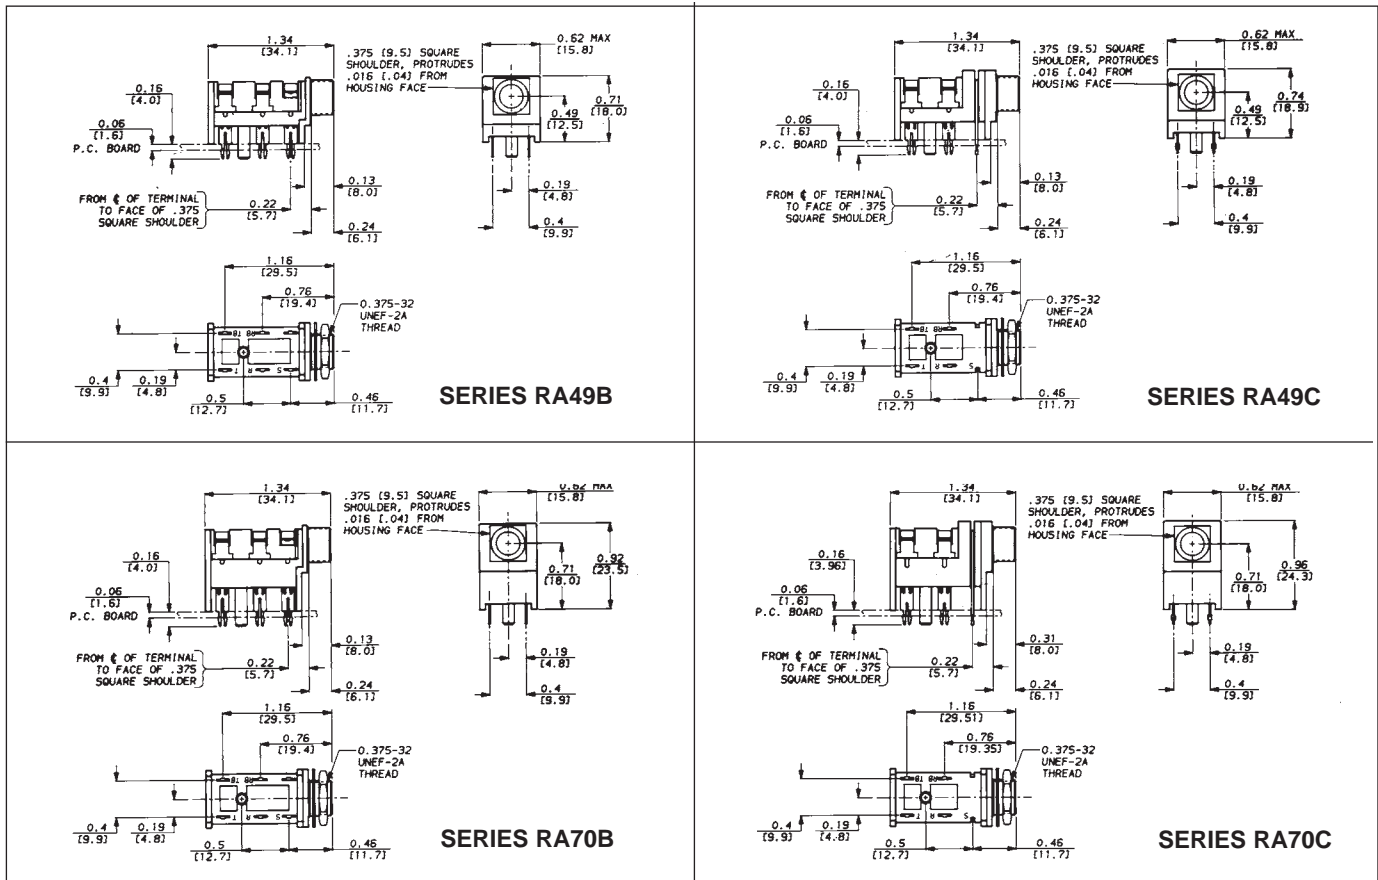 1.34
[34.1]
.375 [9.5] SQUARE
SHOULDER, PROTRUDES
.016 [.04] FROM
HOUSING FACE
0.62 MAX
[15.8]
0.16
[4.0]
0.06
[1.6]
P.C. BOARD
0.71
[18.0]
0.49
[12.5]
FROM ℄ OF TERMINAL
TO FACE OF .375
SQUARE SHOULDER
0.22
[5.7]
0.13
[8.0]
0.24
[6.1]
0.19
[4.8]
0.4
[9.9]
1.16
[29.5]
0.76
[19.4]
0.375-32
UNEF-2A
THREAD
TB RB
T R S
0.4
[9.9]
0.19
[4.8]
0.5
[12.7]
0.46
[11.7]
SERIES RA49B
1.34
[34.1]
.375 [9.5] SQUARE
SHOULDER, PROTRUDES
.016 [.04] FROM
HOUSING FACE
0.62 MAX
[15.8]
0.16
[4.0]
0.06
[1.6]
P.C. BOARD
0.74
[18.9]
0.49
[12.5]
FROM ℄ OF TERMINAL
TO FACE OF .375
SQUARE SHOULDER
0.22
[5.7]
0.13
[8.0]
0.24
[6.1]
0.19
[4.8]
0.4
[9.9]
1.16
[29.5]
0.76
[19.4]
0.375-32
UNEF-2A
THREAD
TB RB
T R S
0.4
[9.9]
0.19
[4.8]
0.5
[12.7]
0.46
[11.7]
SERIES RA49C
1.34
[34.1]
.375 [9.5] SQUARE
SHOULDER, PROTRUDES
.016 [.04] FROM
HOUSING FACE
0.62 MAX
[15.8]
0.16
[4.0]
0.06
[1.6]
P.C. BOARD
0.92
[23.5]
0.71
[18.0]
FROM ℄ OF TERMINAL
TO FACE OF .375
SQUARE SHOULDER
0.22
[5.7]
0.13
[8.0]
0.24
[6.1]
0.19
[4.8]
0.4
[9.9]
1.16
[29.5]
0.76
[19.4]
0.375-32
UNEF-2A
THREAD
TB RB
T R S
0.4
[9.9]
0.19
[4.8]
0.5
[12.7]
0.46
[11.7]
SERIES RA70B
1.34
[34.1]
.375 [9.5] SQUARE
SHOULDER, PROTRUDES
.016 [.04] FROM
HOUSING FACE
0.62 MAX
[15.8]
0.16
[3.96]
0.06
[1.6]
P.C. BOARD
0.96
[24.3]
0.71
[18.0]
FROM ℄ OF TERMINAL
TO FACE OF .375
SQUARE SHOULDER
0.22
[5.7]
0.31
[8.0]
0.24
[6.1]
0.19
[4.8]
0.4
[9.9]
1.16
[29.51]
0.76
[19.35]
0.375-32
UNEF-2A
THREAD
TB RB
T R S
0.4
[9.9]
0.19
[4.8]
0.5
[12.7]
0.46
[11.7]
SERIES RA70C